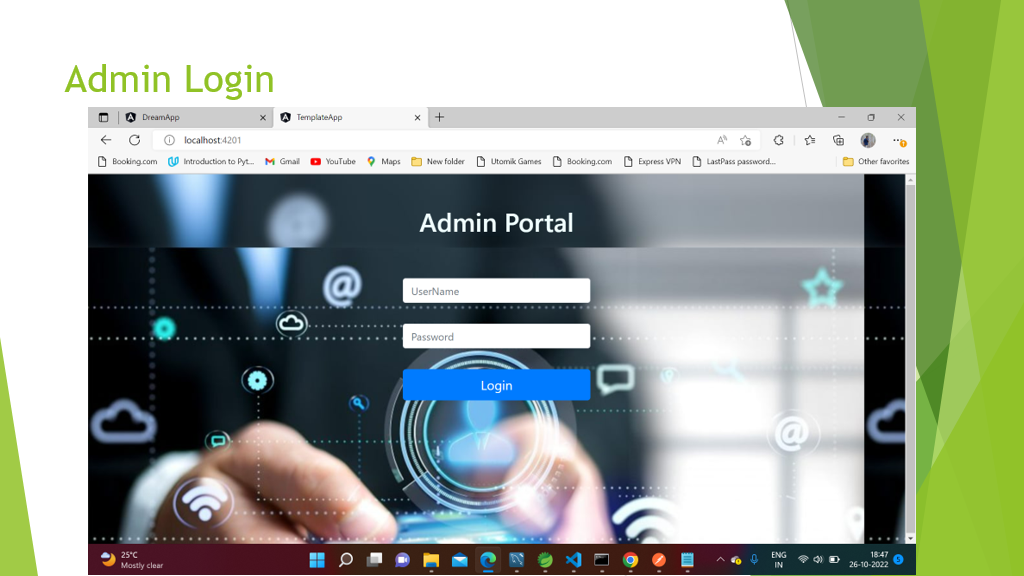 Admin Login
DreamApp
TemplateApp
localhost:4201
Booking.com
Introduction to Pyt...
Gmail
YouTube
Maps
New folder
Utomik Games
Booking.com
Express VPN
LastPass password...
Other favorites
Admin Portal
UserName
Password
Login
25°C
Mostly clear
ENG
IN
18:47
26-10-2022